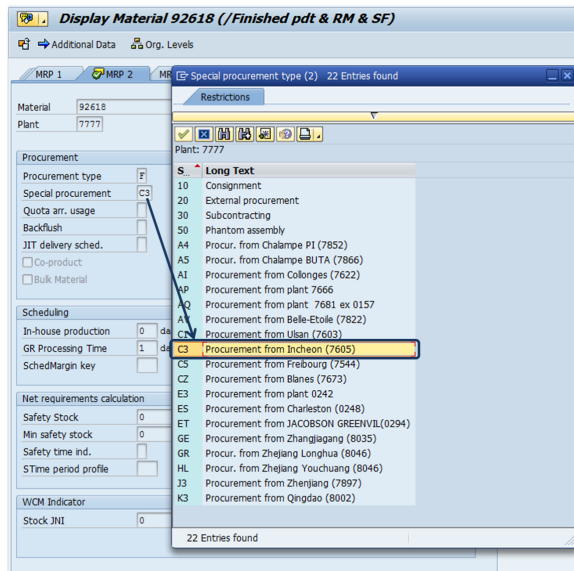 Display Material 92618 (/Finished pdt & RM & SF)
Additional Data Org. Levels
MRP 1 MRP 2 MR
Special procurement type (2) 22 Entries found
Restrictions
Material 92618
Plant 7777
Plant: 7777
Procurement
Procurement type F
Special procurement C3
Quota arr. usage
Backflush
JIT delivery sched.
Co-product
Bulk Material
Scheduling
In-house production 0 da
GR Processing Time 1 da
SchedMargin key
Net requirements calculation
Safety Stock 0
Min safety stock 0
Safety time ind.
STime period profile
WCM Indicator
Stock JNI 0
S... Long Text
10 Consignment
20 External procurement
30 Subcontracting
50 Phantom assembly
A4 Procur. from Chalampe PI (7852)
A5 Procur. from Chalampe BUTA (7866)
AI Procurement from Collonges (7622)
AP Procurement from plant 7666
AQ Procurement from plant 7681 ex 0157
Procurement from Belle-Etoile (7822)
Procurement from Ulsan (7603)
C3 Procurement from Incheon (7605)
C5 Procurement from Freibourg (7544)
CZ Procurement from Blanes (7673)
E3 Procurement from plant 0242
ES Procurement from Charleston (0248)
ET Procurement from JACOBSON GREENVIL(0294)
GE Procurement from Zhangjiagang (8035)
GR Procur. from Zhejiang Longhua (8046)
HL Procur. from Zhejiang Youchuang (8046)
J3 Procurement from Zhenjiang (7897)
K3 Procurement from Qingdao (8002)
22 Entries found